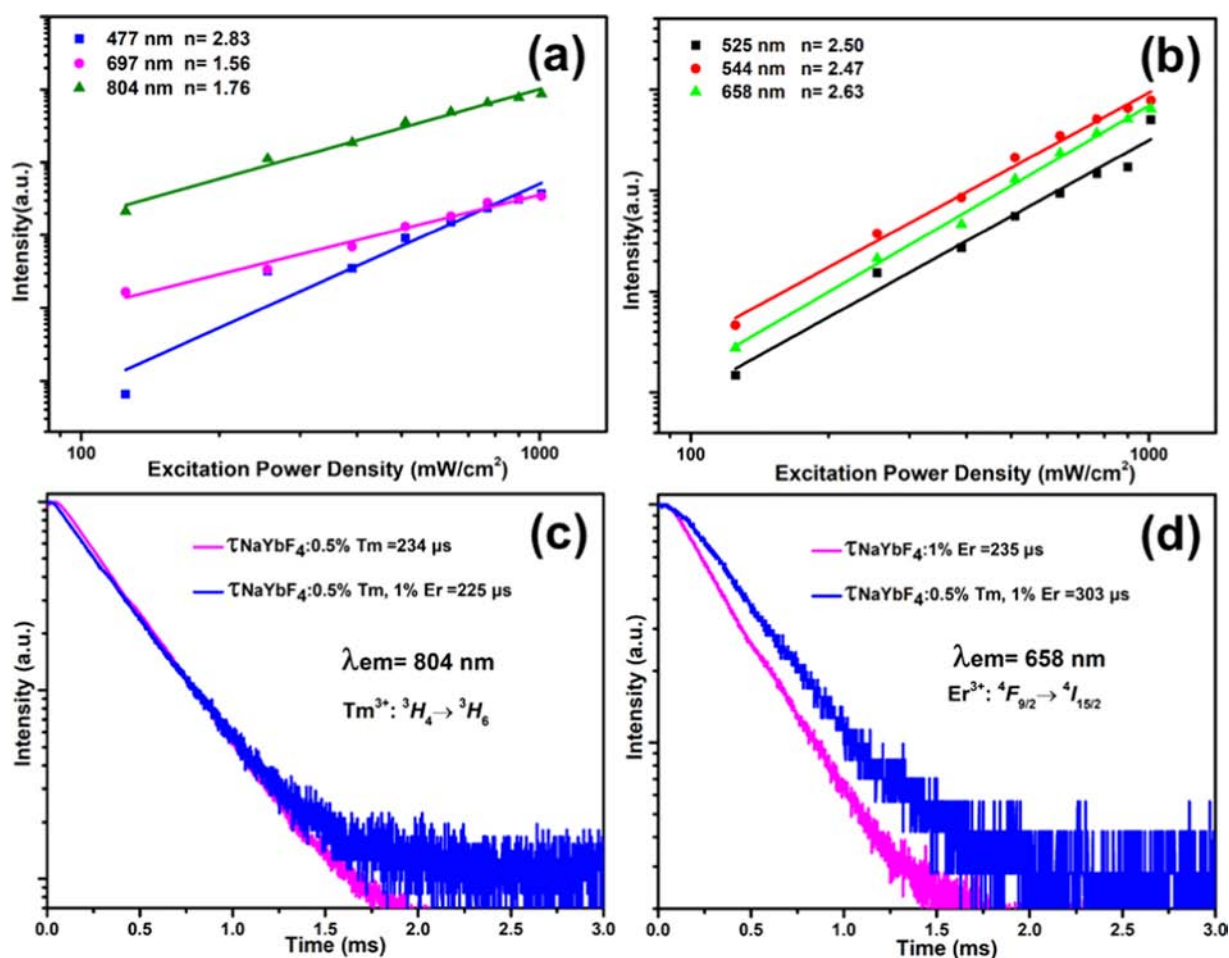 477 nm n= 2.83
697 nm n= 1.56
804 nm n= 1.76
(a)
Intensity(a.u.)
100
1000
Excitation Power Density (mW/cm²)
525 nm n= 2.50
544 nm n= 2.47
658 nm n= 2.63
(b)
Intensity(a.u.)
100
1000
Excitation Power Density (mW/cm²)
(c)
τNaYbF₄:0.5% Tm =234 μs
τNaYbF₄:0.5% Tm, 1% Er =225 μs
λem= 804 nm
Tm³⁺: ³H₄→ ³H₆
Intensity (a.u.)
0.0 0.5 1.0 1.5 2.0 2.5 3.0
Time (ms)
(d)
τNaYbF₄:1% Er =235 μs
τNaYbF₄:0.5% Tm, 1% Er =303 μs
λem= 658 nm
Er³⁺: ⁴F₉/₂→ ⁴I₁₅/₂
Intensity (a.u.)
0.0 0.5 1.0 1.5 2.0 2.5 3.0
Time (ms)